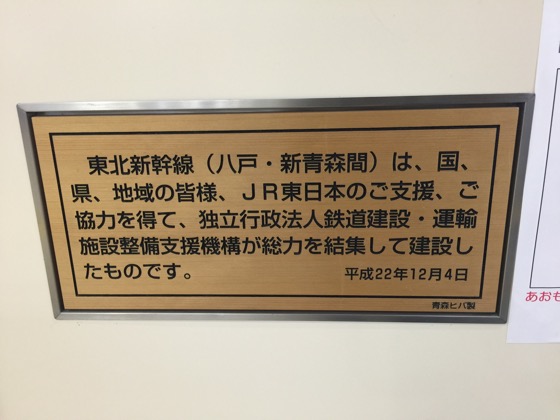 東北新幹線（八戸・新青森間）は、国、
県、地域の皆様、ＪＲ東日本のご支援、ご
協力を得て、独立行政法人鉄道建設・運輸
施設整備支援機構が総力を結集して建設し
たものです。
平成22年12月4日
青森ヒバ製
あおも